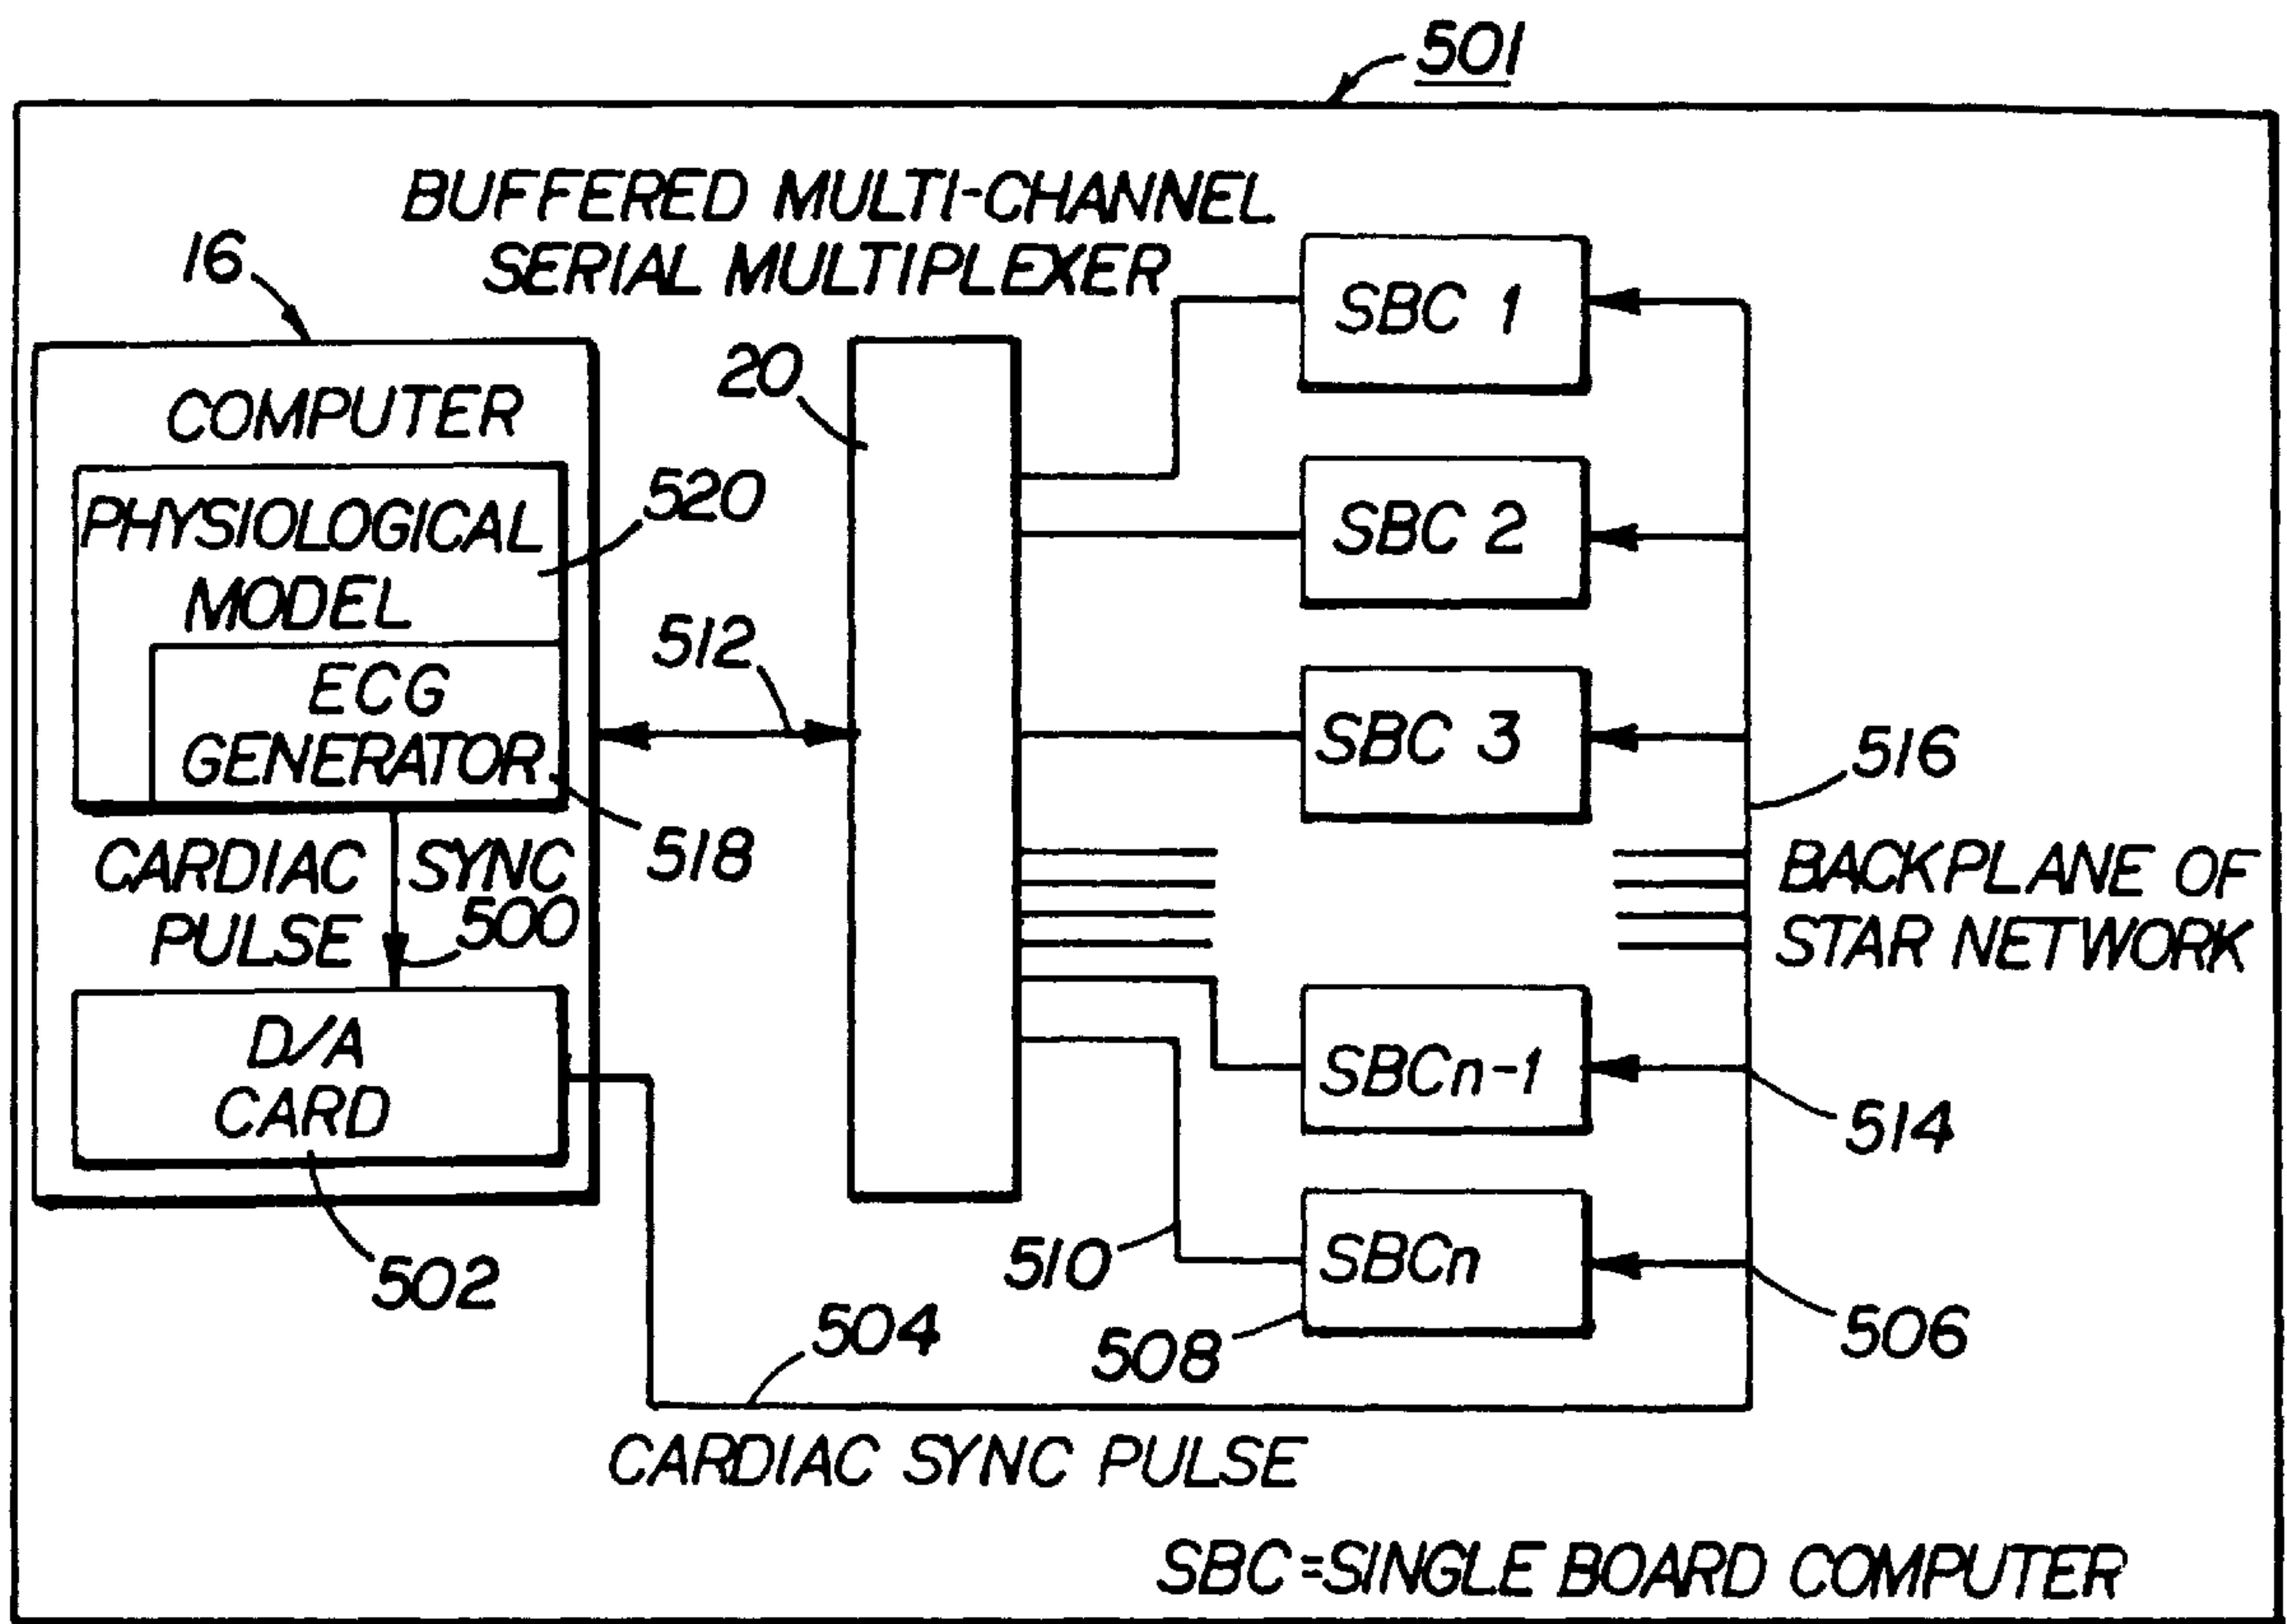 501
BUFFERED MULTI-CHANNEL
SERIAL MULTIPLEXER
16
20
COMPUTER
PHYSIOLOGICAL
MODEL
520
ECG
GENERATOR
518
512
CARDIAC SYNC
PULSE
500
D/A
CARD
502
SBC 1
SBC 2
SBC 3
516
BACKPLANE OF
STAR NETWORK
SBCn-1
514
510
SBCn
508
506
504
CARDIAC SYNC PULSE
SBC=SINGLE BOARD COMPUTER